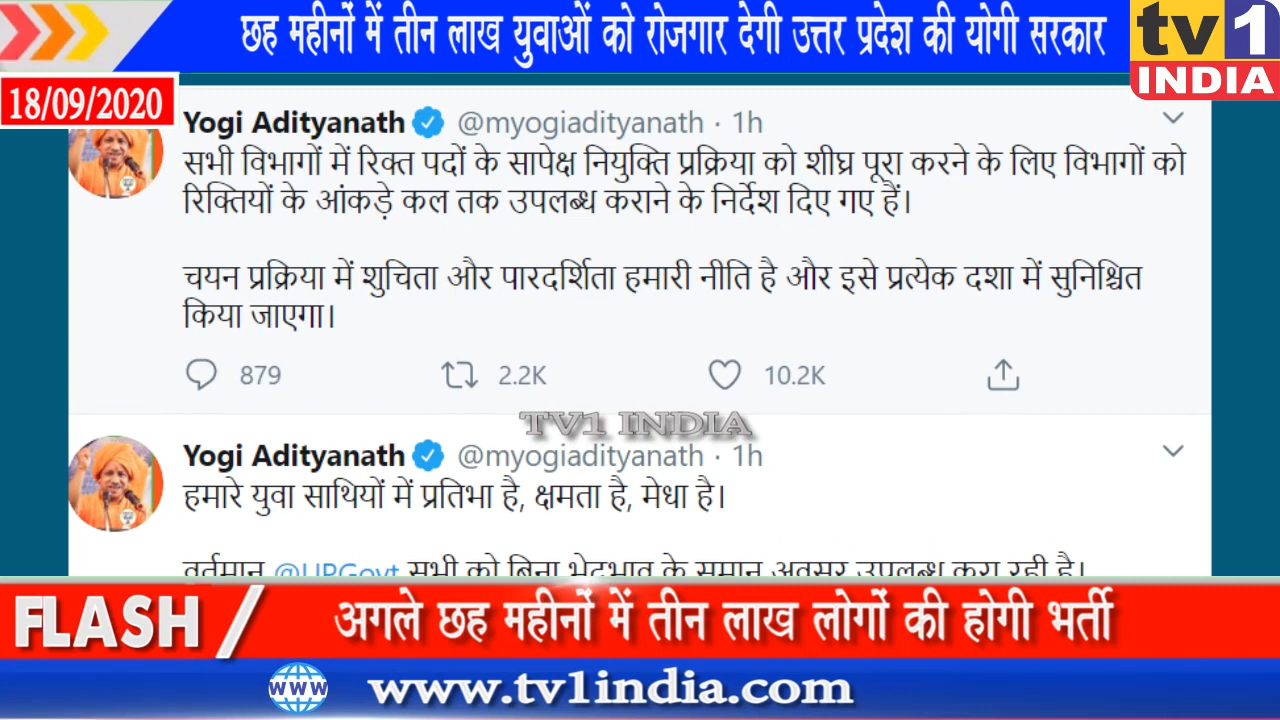 छह महीनों में तीन लाख युवाओं को रोजगार देगी उत्तर प्रदेश की योगी सरकार
tv1
INDIA
18/09/2020
Yogi Adityanath @myogiadityanath · 1h
सभी विभागों में रिक्त पदों के सापेक्ष नियुक्ति प्रक्रिया को शीघ्र पूरा करने के लिए विभागों को
रिक्तियों के आंकड़े कल तक उपलब्ध कराने के निर्देश दिए गए हैं।
चयन प्रक्रिया में शुचिता और पारदर्शिता हमारी नीति है और इसे प्रत्येक दशा में सुनिश्चित
किया जाएगा।
879 2.2K 10.2K
TV1 INDIA
Yogi Adityanath @myogiadityanath · 1h
हमारे युवा साथियों में प्रतिभा है, क्षमता है, मेधा है।
वर्तमान @UPGovt सभी को बिना भेदभाव के समान अवसर उपलब्ध करा रही है।
FLASH/ अगले छह महीनों में तीन लाख लोगों की होगी भर्ती
www www.tv1india.com